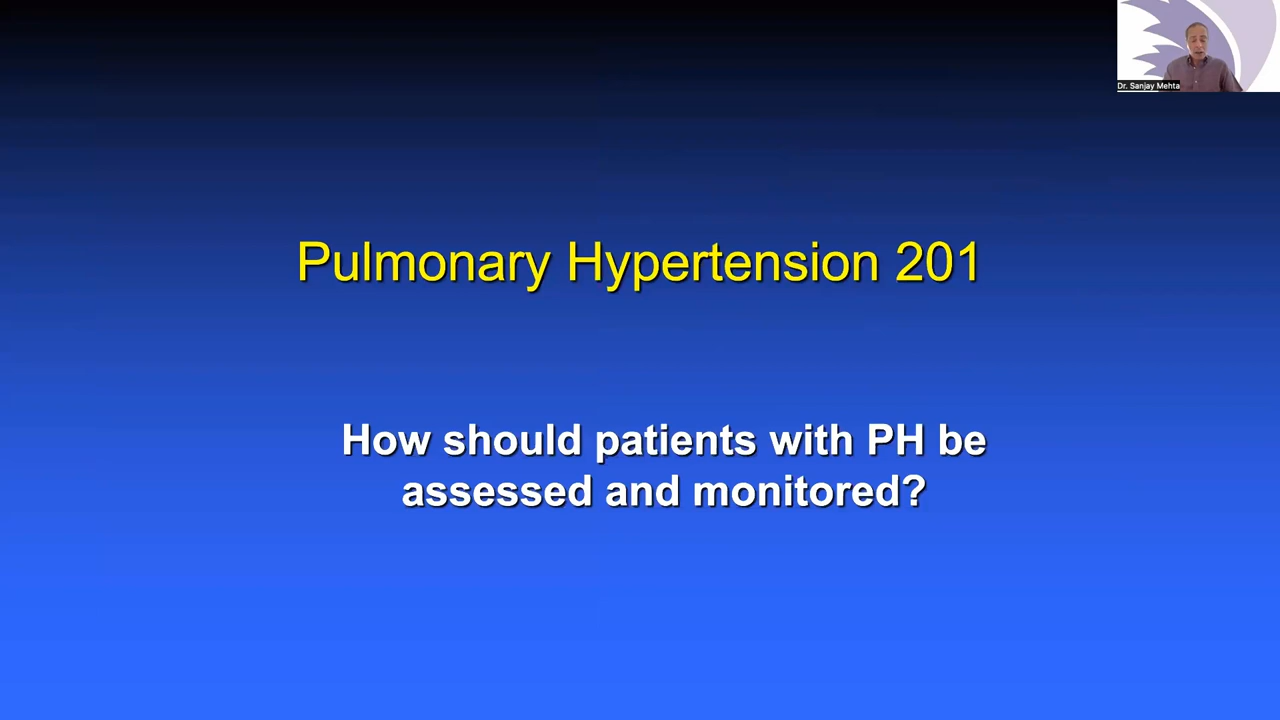 Dr. Sanjay Mehta
Pulmonary Hypertension 201
How should patients with PH be
assessed and monitored?